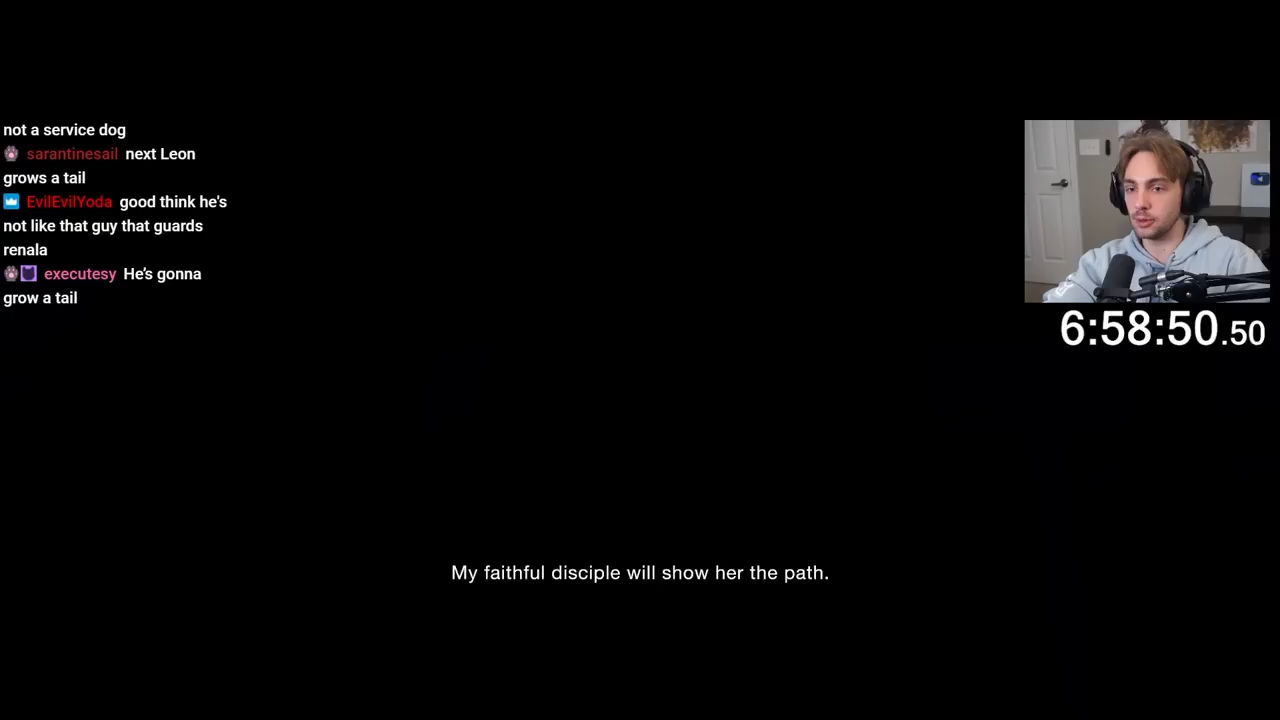 not a service dog
sarantinesail next Leon
grows a tail
EvilEvilYoda good think he's
not like that guy that guards
renala
executesy He's gonna
grow a tail
6:58:50.50
My faithful disciple will show her the path.